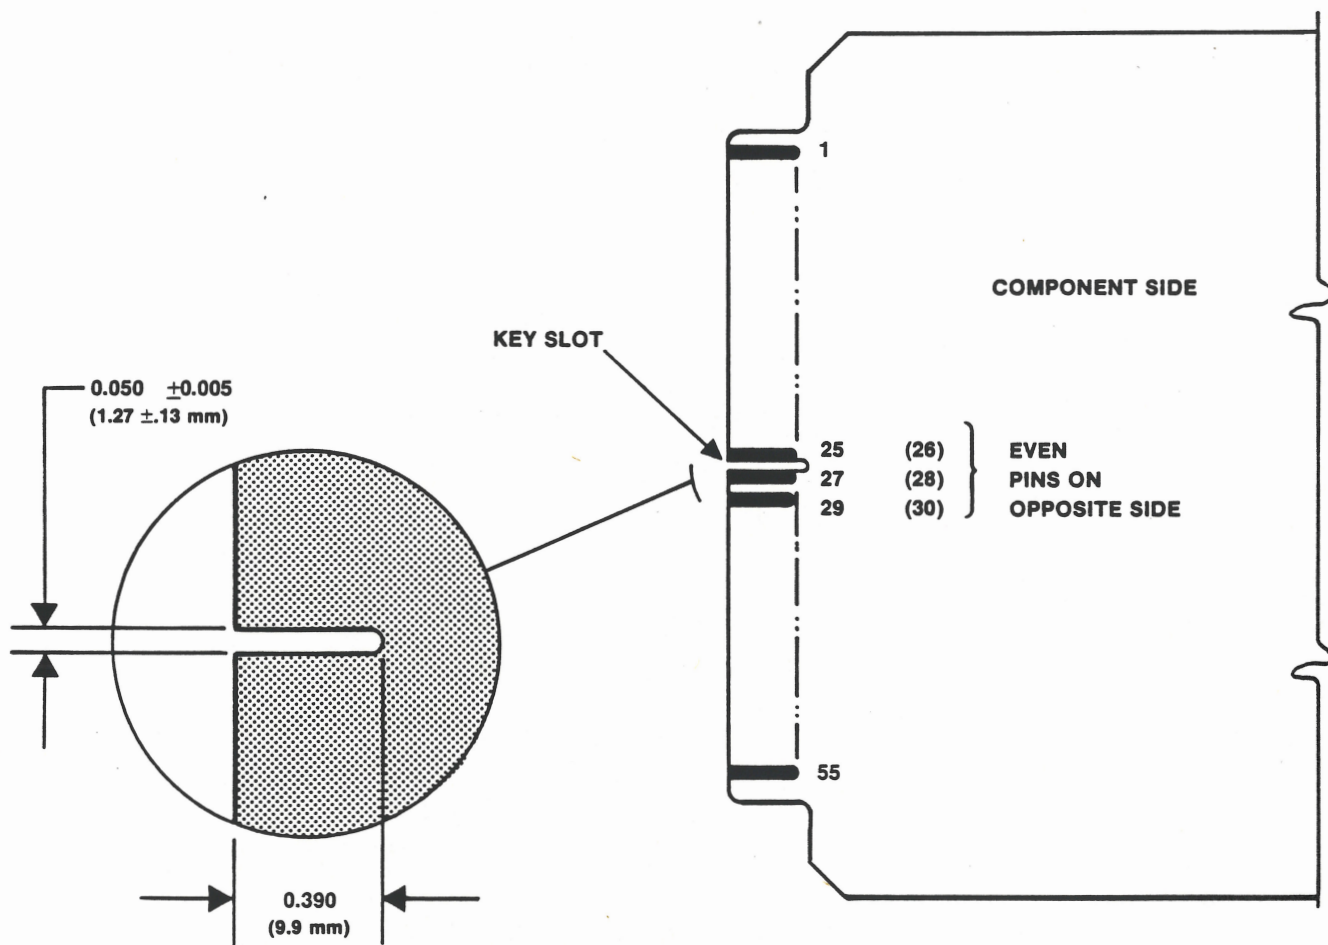 1
COMPONENT SIDE
KEY SLOT
0.050 ±0.005
(1.27 ±.13 mm)
25 (26) EVEN
27 (28) PINS ON
29 (30) OPPOSITE SIDE
55
0.390
(9.9 mm)